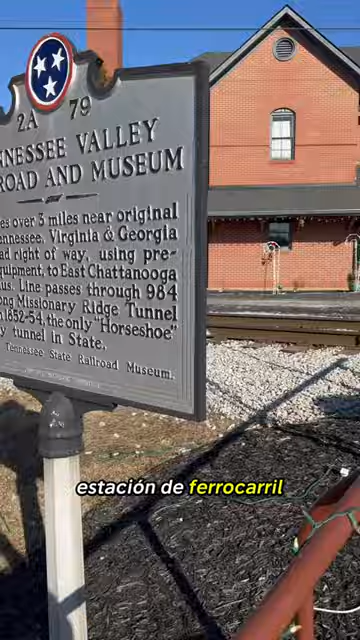 2A 79
NNESSEE VALLEY
ROAD AND MUSEUM
es over 3 miles near original
ennessee, Virginia & Georgia
ad right of way, using pre-
quipment, to East Chattanooga
us. Line passes through 984
ong Missionary Ridge Tunnel
1852-54, the only "Horseshoe"
y tunnel in State.
Tennessee State Railroad Museum.
estación de ferrocarril